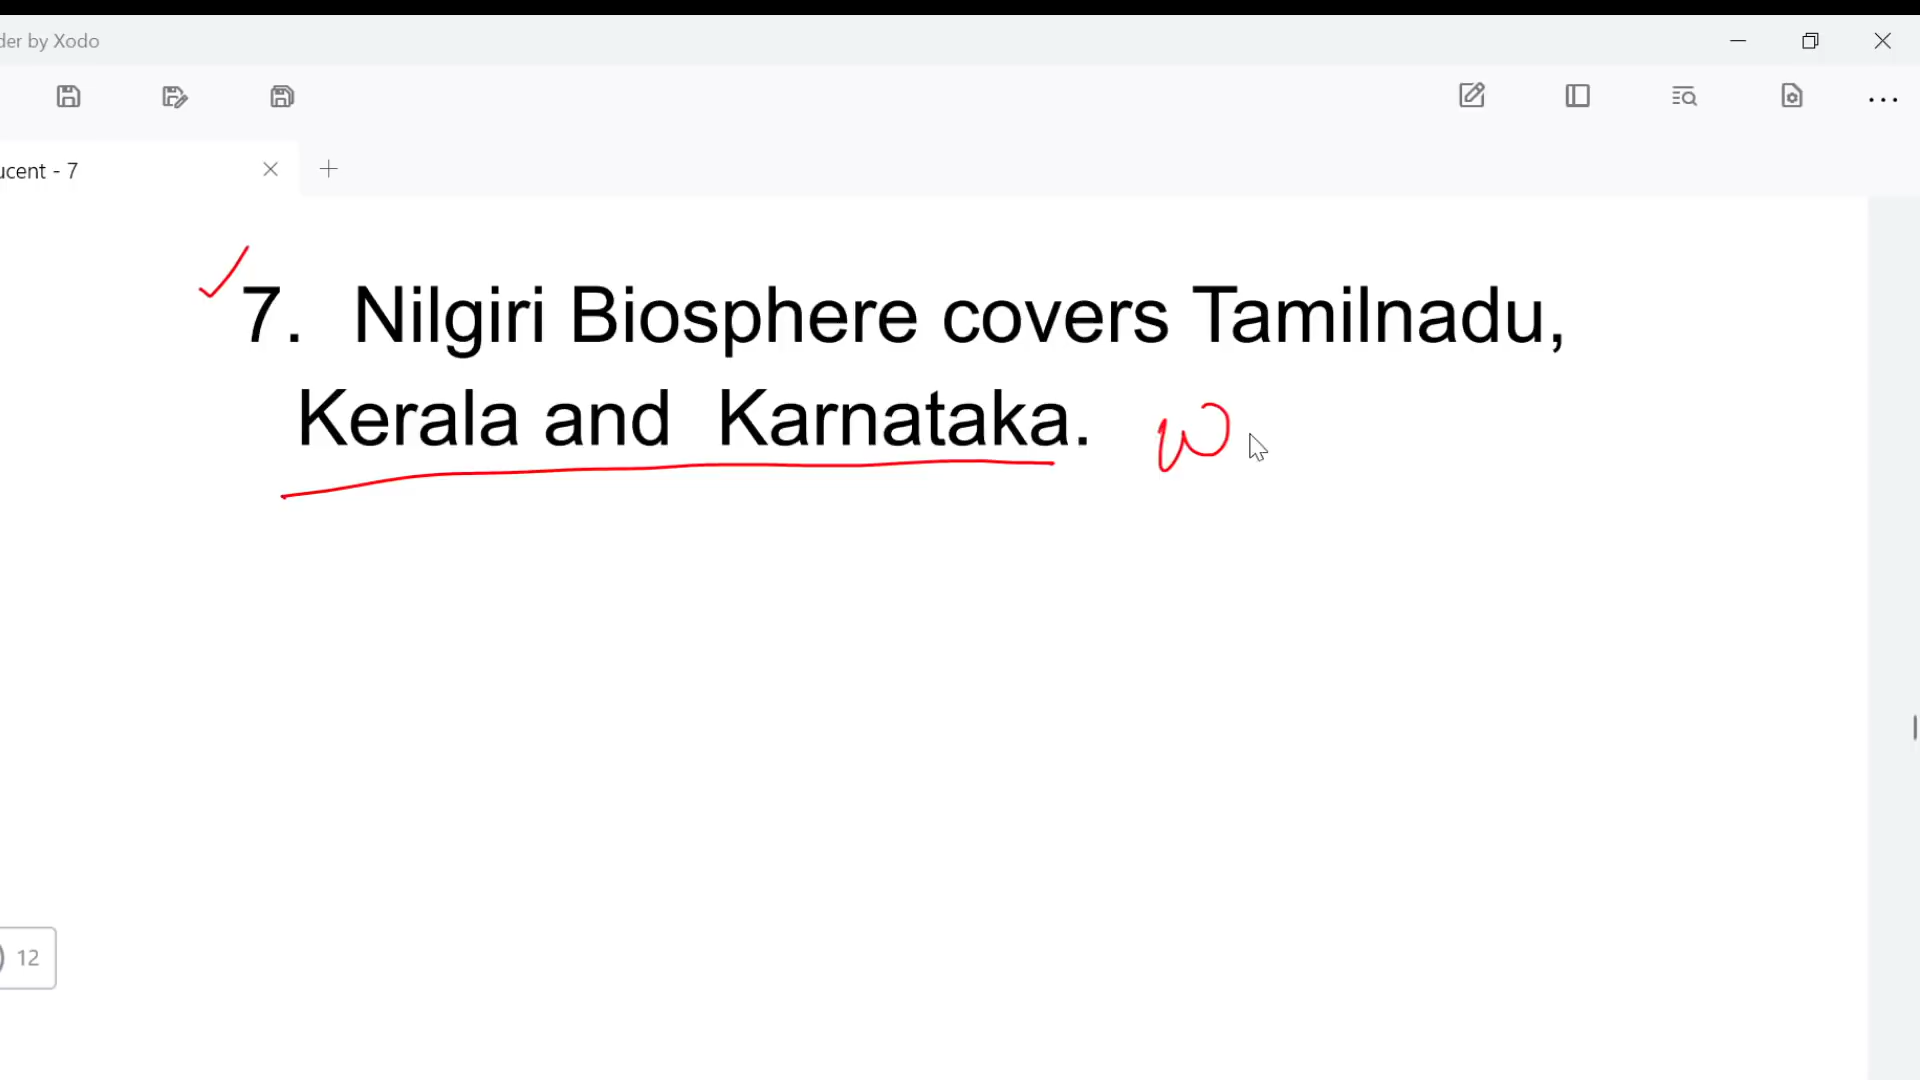 der by Xodo
ucent - 7
7. Nilgiri Biosphere covers Tamilnadu,
Kerala and Karnataka.
12